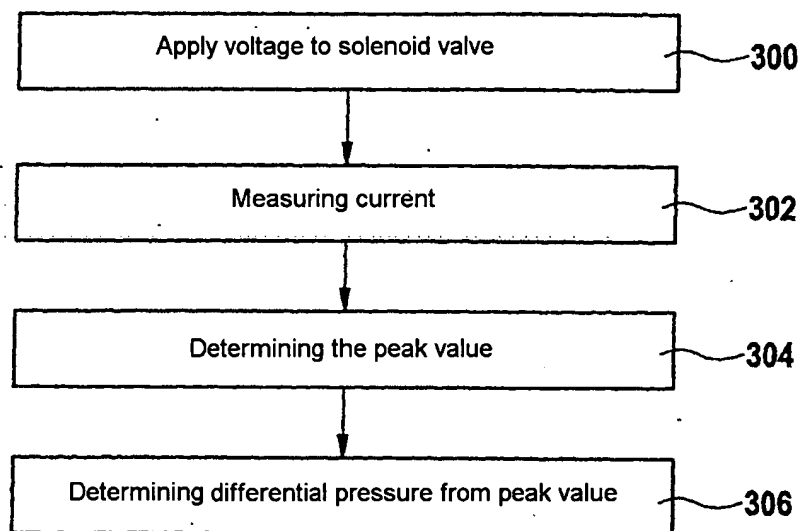 Apply voltage to solenoid valve
300
Measuring current
302
Determining the peak value
304
Determining differential pressure from peak value
306